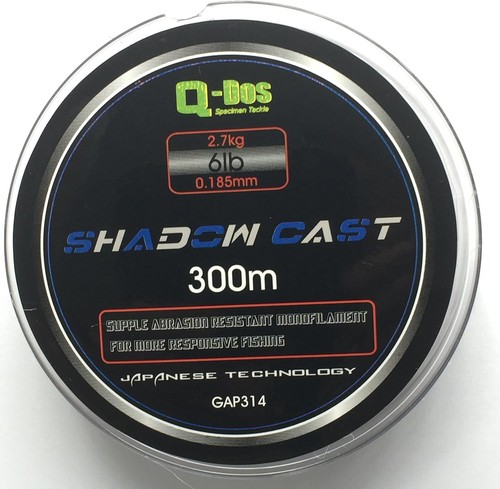 Q-Dos
Specimen Tackle
2.7kg
6lb
0.185mm
SHADOW CAST
300m
SUPPLE ABRASION RESISTANT MONOFILAMENT
FOR MORE RESPONSIVE FISHING
JAPANESE TECHNOLOGY
GAP314